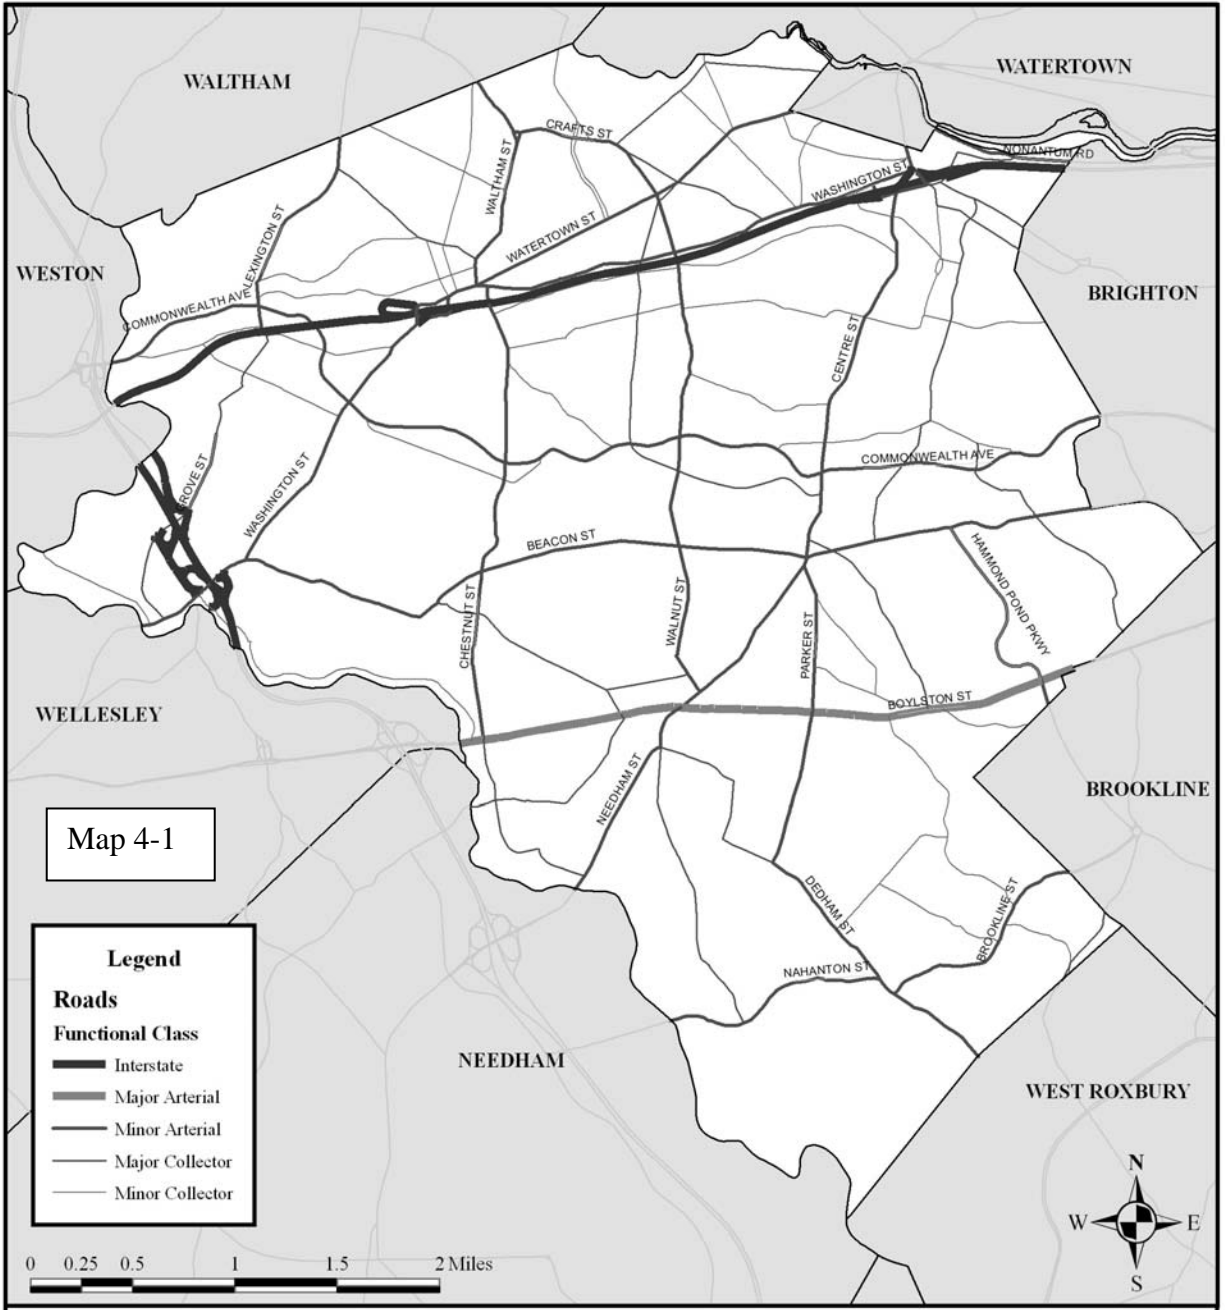 WALTHAM
WATERTOWN
CRAFTS ST
NONANTUM RD
WALTHAM ST
WASHINGTON ST
LEXINGTON ST
WATERTOWN ST
WESTON
BRIGHTON
COMMONWEALTH AVE
CENTRE ST
COMMONWEALTH AVE
GROVE ST
WASHINGTON ST
BEACON ST
HAMMOND POND PKWY
CHESTNUT ST
WALNUT ST
PARKER ST
BOYLSTON ST
WELLESLEY
NEEDHAM ST
BROOKLINE
Map 4-1
DEDHAM ST
BROOKLINE ST
NAHANTON ST
NEEDHAM
WEST ROXBURY
Legend
Roads
Functional Class
Interstate
Major Arterial
Minor Arterial
Major Collector
Minor Collector
N
W E
S
0 0.25 0.5 1 1.5 2 Miles